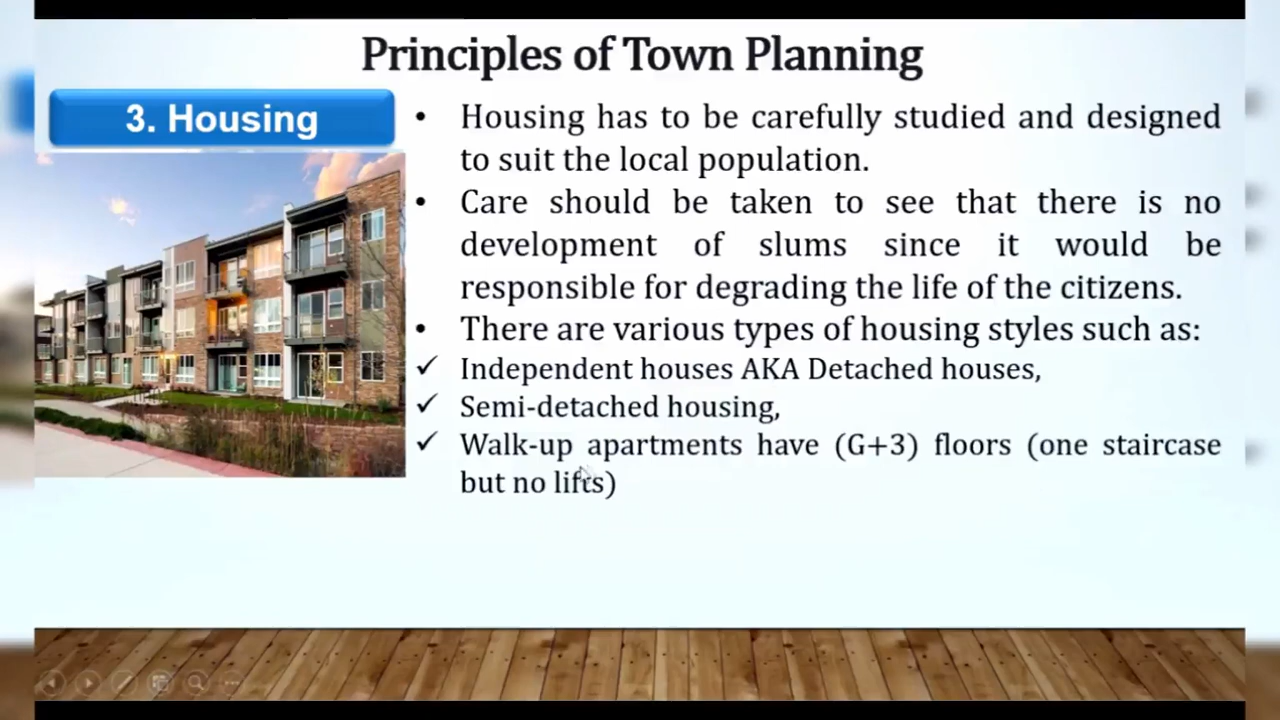 Principles of Town Planning
3. Housing
• Housing has to be carefully studied and designed
to suit the local population.
• Care should be taken to see that there is no
development of slums since it would be
responsible for degrading the life of the citizens.
• There are various types of housing styles such as:
✓ Independent houses AKA Detached houses,
✓ Semi-detached housing,
✓ Walk-up apartments have (G+3) floors (one staircase
but no lifts)